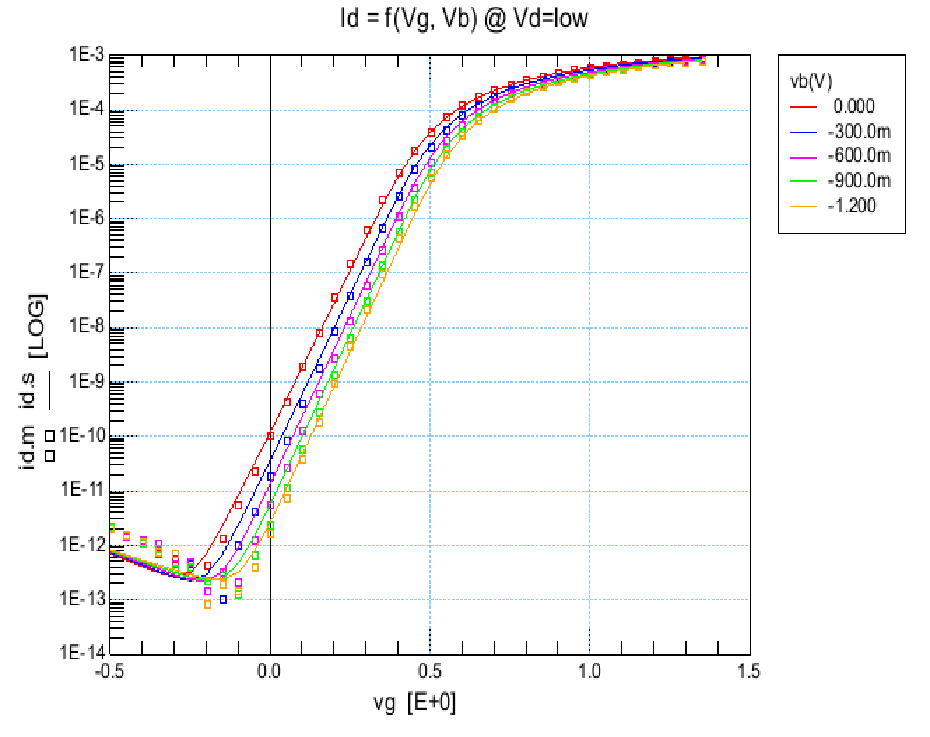 Id = f(Vg, Vb) @ Vd=low
1E-3
1E-4
1E-5
1E-6
1E-7
1E-8
1E-9
1E-10
1E-11
1E-12
1E-13
1E-14
id.m id.s [LOG]
-0.5 0.0 0.5 1.0 1.5
vg [E+0]
vb(V)
0.000
-300.0m
-600.0m
-900.0m
-1.200